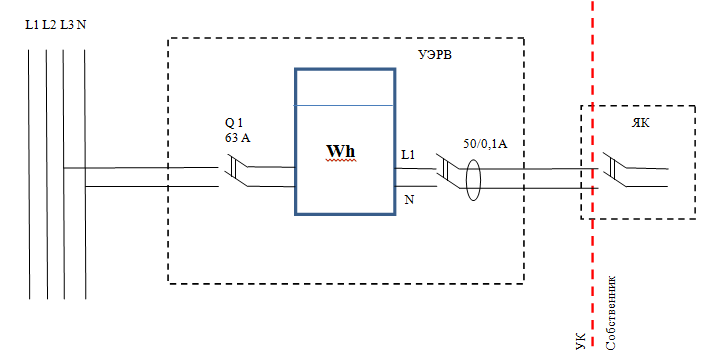 L1 L2 L3 N
УЭРВ
Q 1
63 А
Wh
L1
N
50/0,1А
ЯК
УК
Собственник